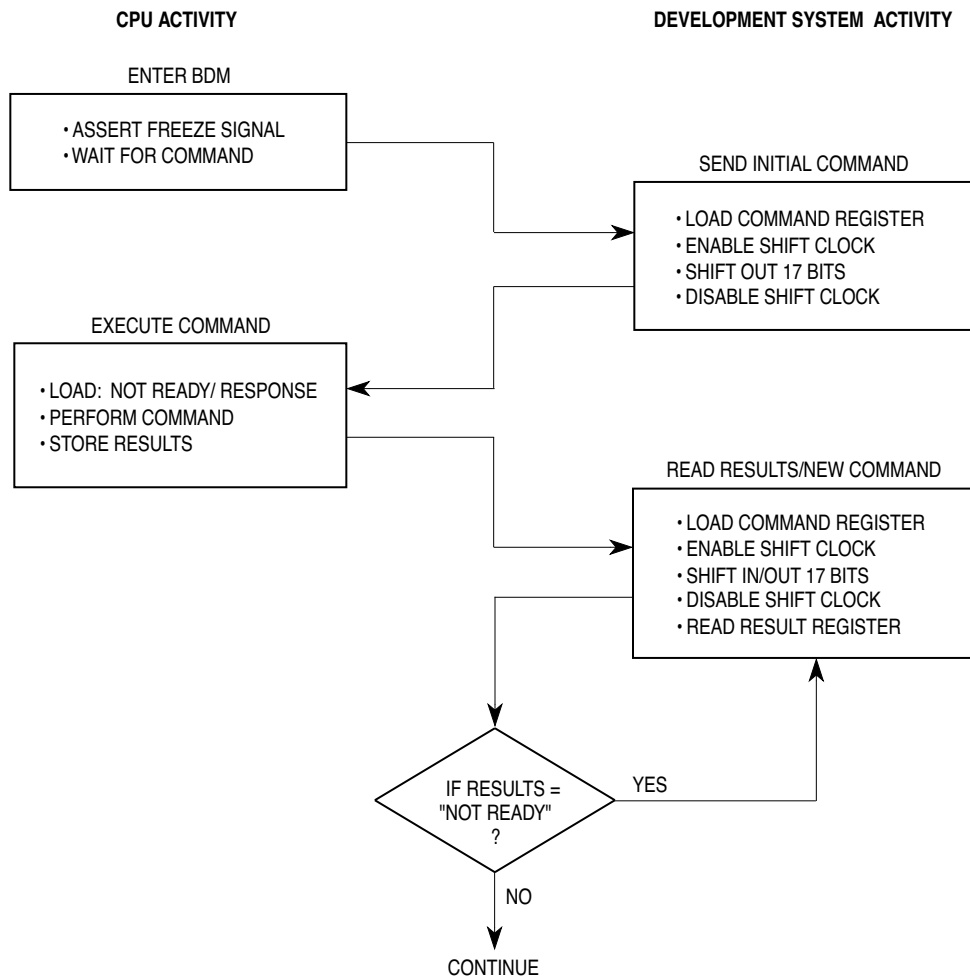 CPU ACTIVITY
DEVELOPMENT SYSTEM ACTIVITY
ENTER BDM
• ASSERT FREEZE SIGNAL
• WAIT FOR COMMAND
SEND INITIAL COMMAND
• LOAD COMMAND REGISTER
• ENABLE SHIFT CLOCK
• SHIFT OUT 17 BITS
• DISABLE SHIFT CLOCK
EXECUTE COMMAND
• LOAD: NOT READY/ RESPONSE
• PERFORM COMMAND
• STORE RESULTS
READ RESULTS/NEW COMMAND
• LOAD COMMAND REGISTER
• ENABLE SHIFT CLOCK
• SHIFT IN/OUT 17 BITS
• DISABLE SHIFT CLOCK
• READ RESULT REGISTER
IF RESULTS =
"NOT READY"
?
YES
NO
CONTINUE